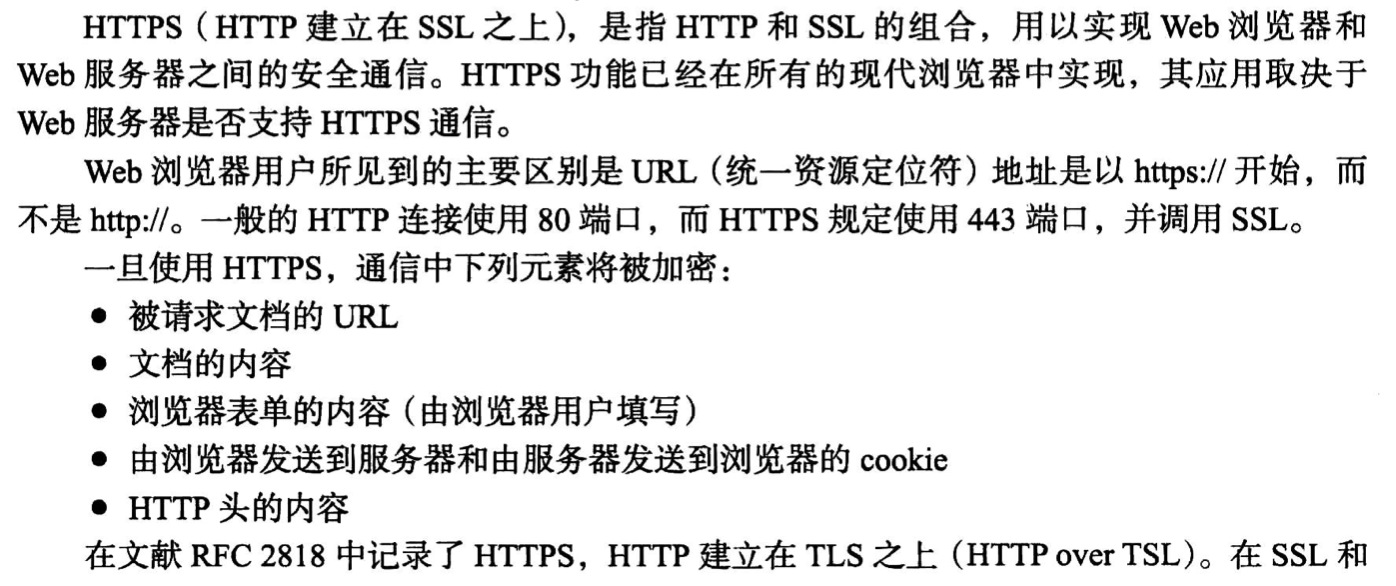 HTTPS（HTTP 建立在 SSL 之上），是指 HTTP 和 SSL 的组合，用以实现 Web 浏览器和
Web 服务器之间的安全通信。HTTPS 功能已经在所有的现代浏览器中实现，其应用取决于
Web 服务器是否支持 HTTPS 通信。
Web 浏览器用户所见到的主要区别是 URL（统一资源定位符）地址是以 https:// 开始，而
不是 http://。一般的 HTTP 连接使用 80 端口，而 HTTPS 规定使用 443 端口，并调用 SSL。
一旦使用 HTTPS，通信中下列元素将被加密：
● 被请求文档的 URL
● 文档的内容
● 浏览器表单的内容（由浏览器用户填写）
● 由浏览器发送到服务器和由服务器发送到浏览器的 cookie
● HTTP 头的内容
在文献 RFC 2818 中记录了 HTTPS，HTTP 建立在 TLS 之上（HTTP over TSL）。在 SSL 和